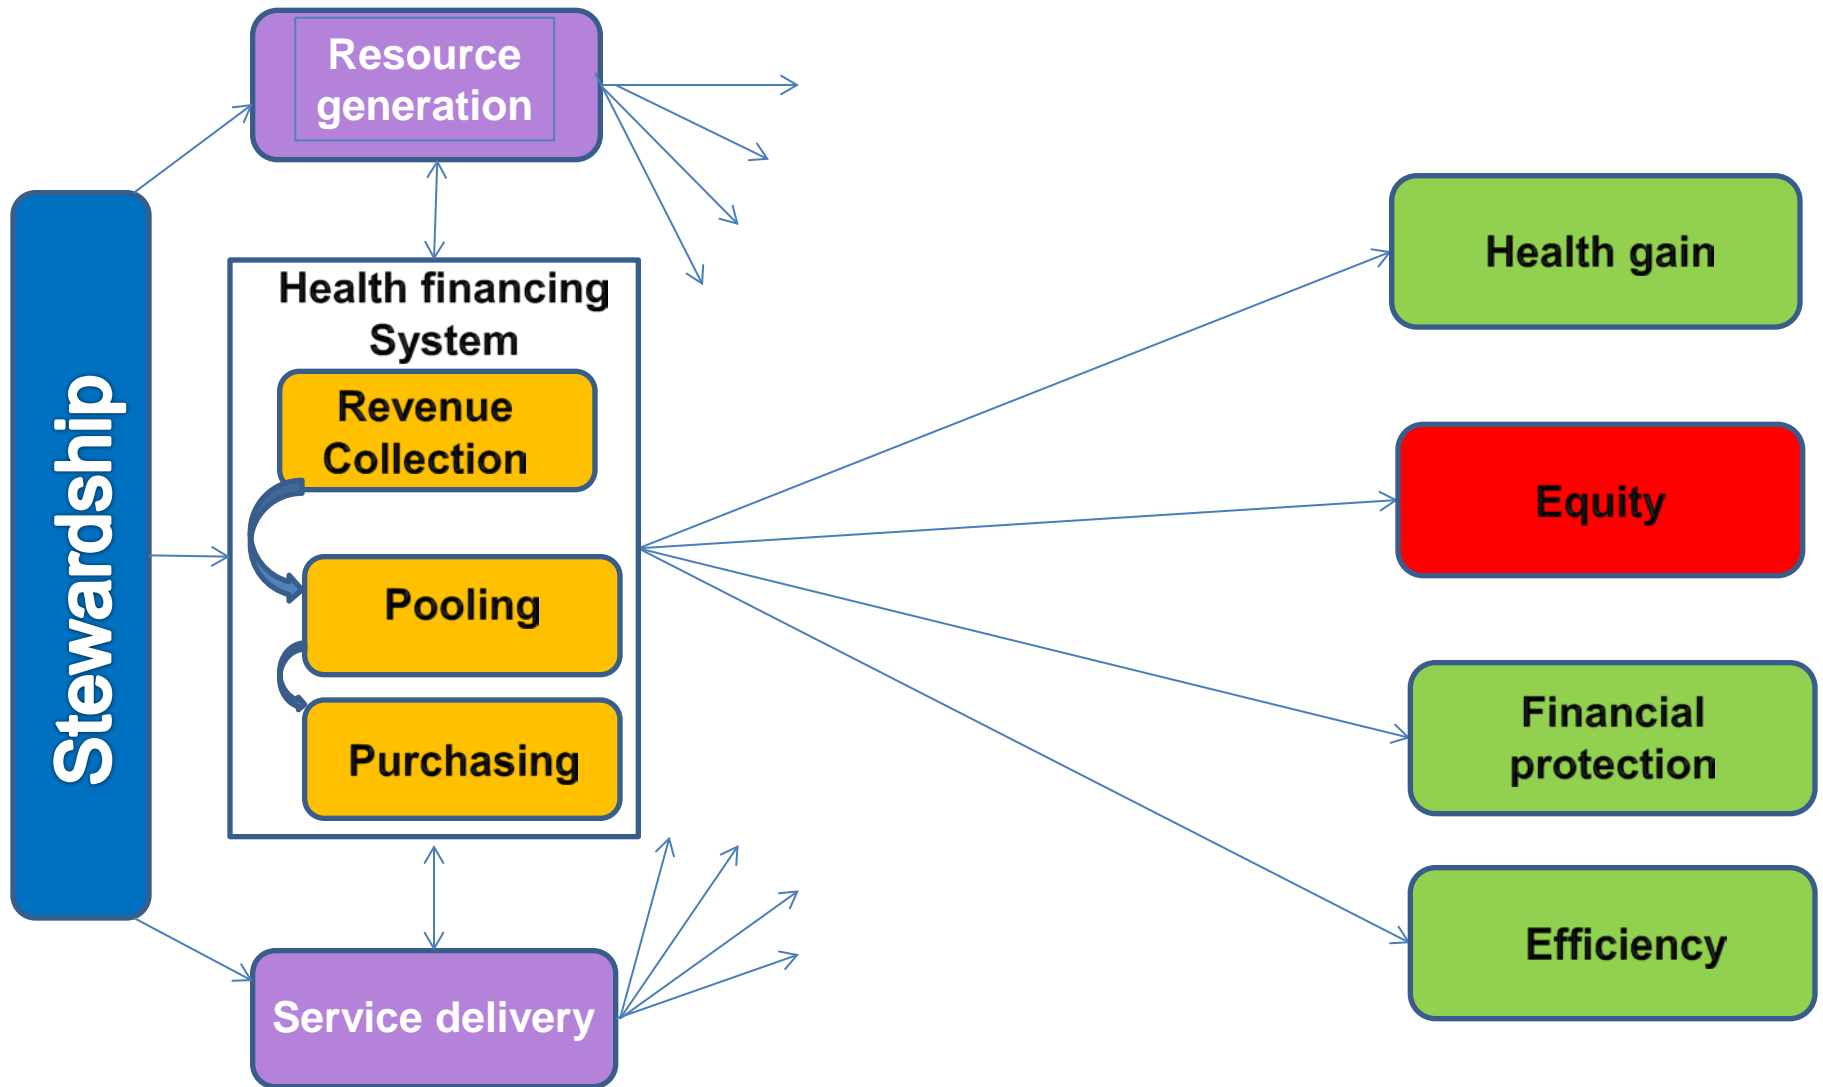 Stewardship
Resource
generation
Health financing
System
Revenue
Collection
Pooling
Purchasing
Service delivery
Health gain
Equity
Financial
protection
Efficiency